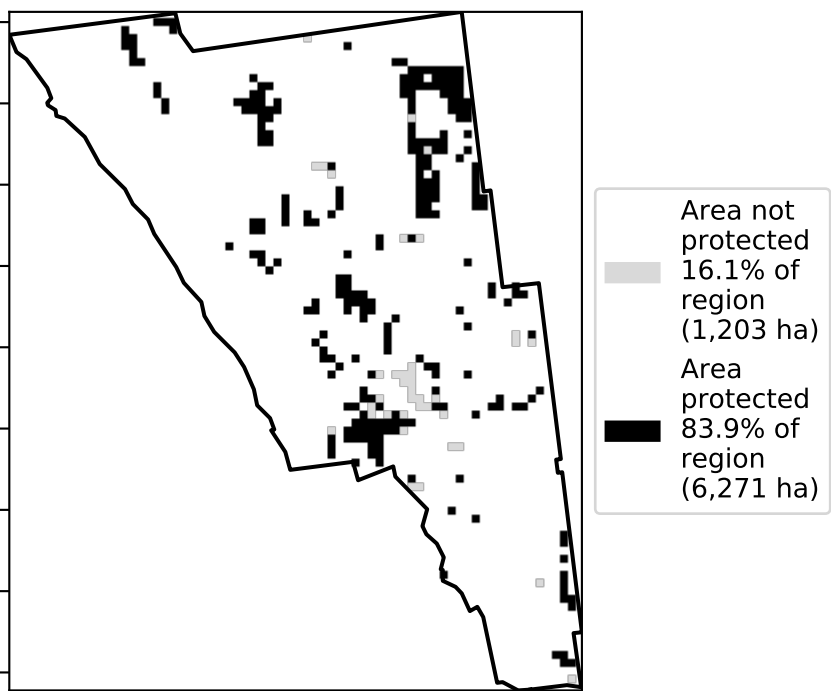 Area not
protected
16.1% of
region
(1,203 ha)
Area
protected
83.9% of
region
(6,271 ha)